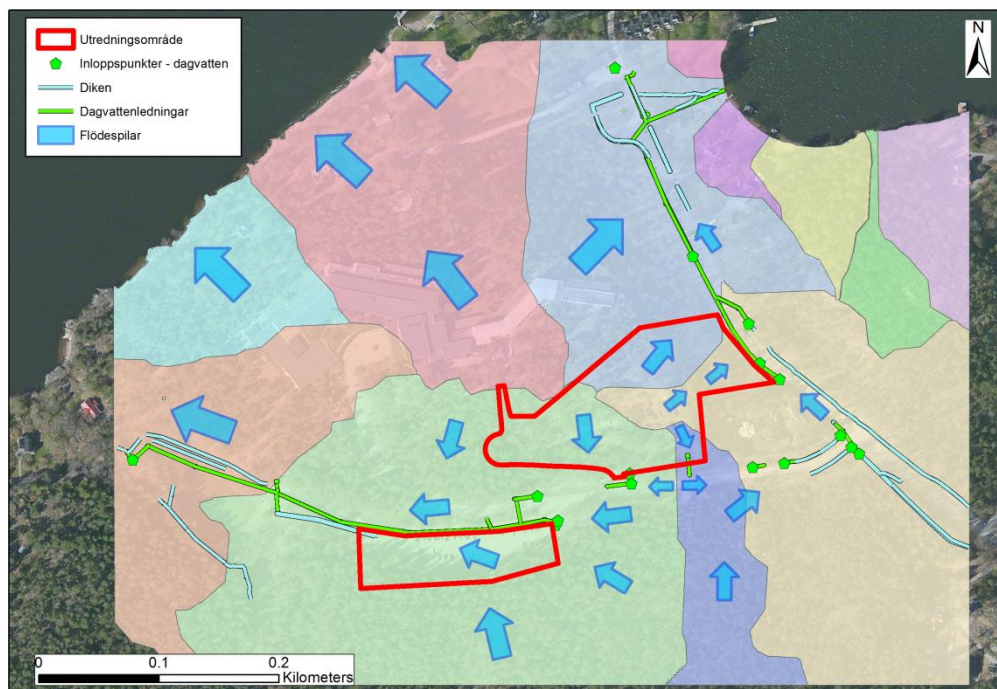 Utredningsområde
Inloppspunkter - dagvatten
Diken
Dagvattenledningar
Flödespilar
N
0 0.1 0.2
Kilometers